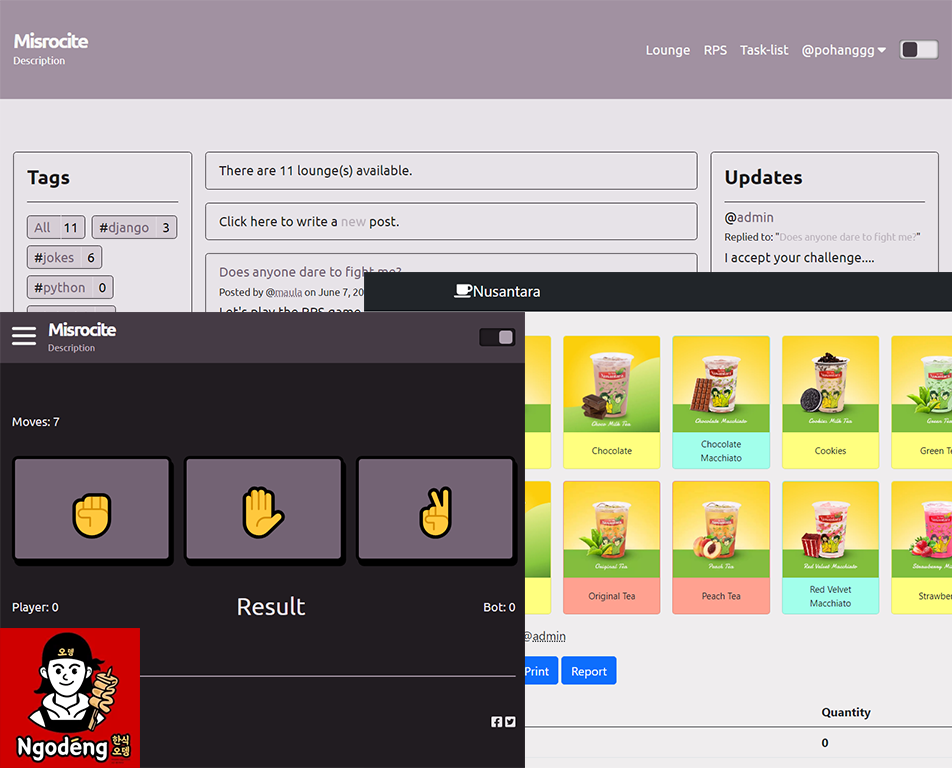 Misrocite
Description
Lounge RPS Task-list @pohanggg
Tags
All 11 #django 3
#jokes 6
#python 0
There are 11 lounge(s) available.
Click here to write a new post.
Does anyone dare to fight me?
Posted by @maula on June 7, 20
Let's play the RPS game
Updates
@admin
Replied to: "Does anyone dare to fight me?"
I accept your challenge....
Nusantara
Choco Milk Tea
Chocolate Macchiato
Cookies Milk Tea
Green Tea
Chocolate
Chocolate
Macchiato
Cookies
Green T
Original Tea
Peach Tea
Red Velvet Macchiato
Strawberry Mi
Original Tea
Peach Tea
Red Velvet
Macchiato
Strawber
@admin
Print Report
Quantity
0
Misrocite
Description
Moves: 7
Player: 0 Result Bot: 0
오뎅
Ngodéng 한식
오뎅